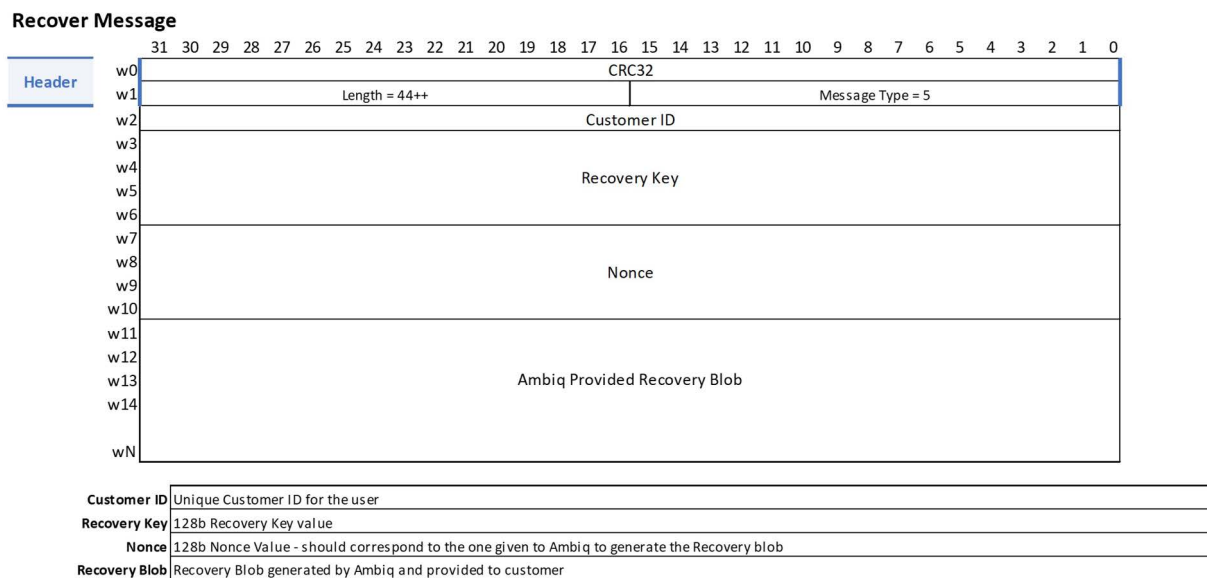 Recover Message
31 30 29 28 27 26 25 24 23 22 21 20 19 18 17 16 15 14 13 12 11 10 9 8 7 6 5 4 3 2 1 0
Header
w0 CRC32
w1 Length = 44++ Message Type = 5
w2 Customer ID
w3
w4
Recovery Key
w5
w6
w7
w8
Nonce
w9
w10
w11
w12
w13 Ambiq Provided Recovery Blob
w14
wN
Customer ID Unique Customer ID for the user
Recovery Key 128b Recovery Key value
Nonce 128b Nonce Value - should correspond to the one given to Ambiq to generate the Recovery blob
Recovery Blob Recovery Blob generated by Ambiq and provided to customer